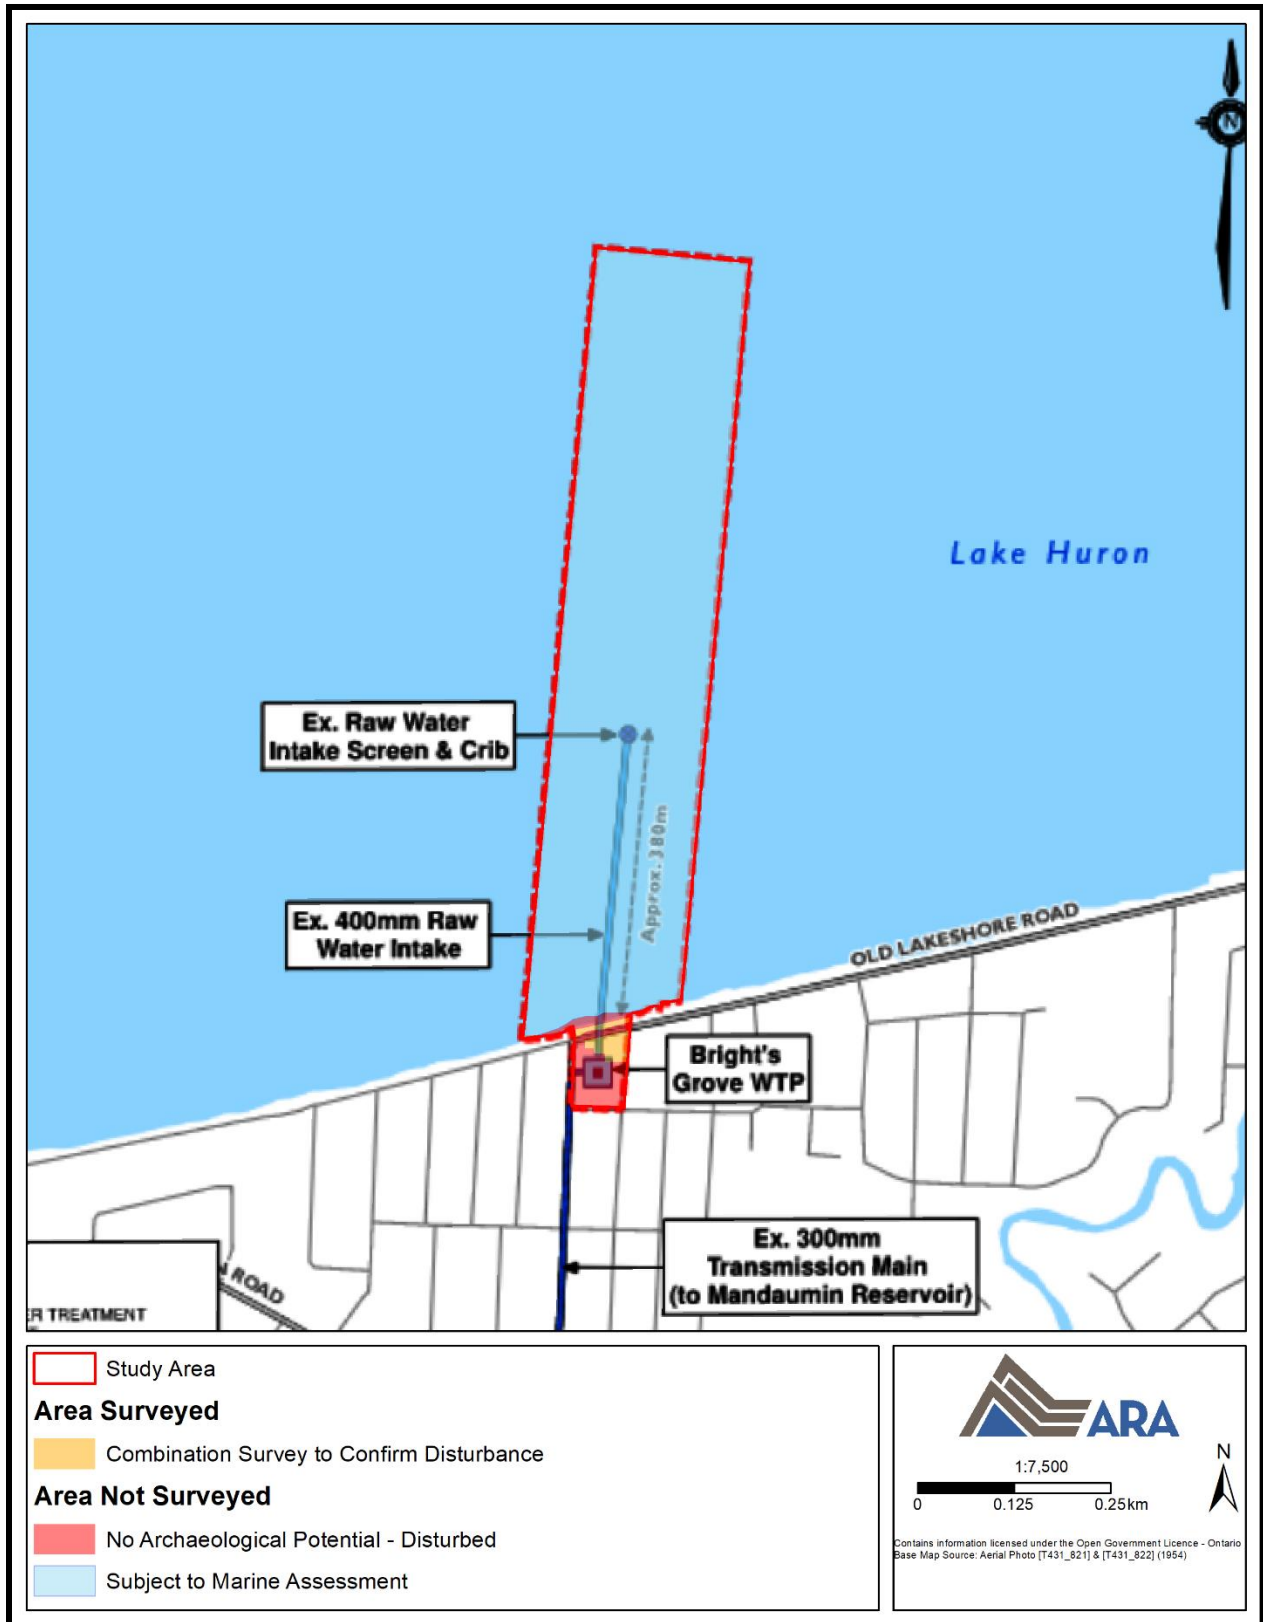 N
Lake Huron
Ex. Raw Water
Intake Screen & Crib
Approx. 380m
Ex. 400mm Raw
Water Intake
OLD LAKESHORE ROAD
Bright's
Grove WTP
Ex. 300mm
Transmission Main
(to Mandaumin Reservoir)
ROAD
ER TREATMENT
Study Area
Area Surveyed
Combination Survey to Confirm Disturbance
Area Not Surveyed
No Archaeological Potential - Disturbed
Subject to Marine Assessment
ARA
1:7,500
0 0.125 0.25km
N
Contains information licensed under the Open Government Licence - Ontario
Base Map Source: Aerial Photo [T431_821] & [T431_822] (1954)